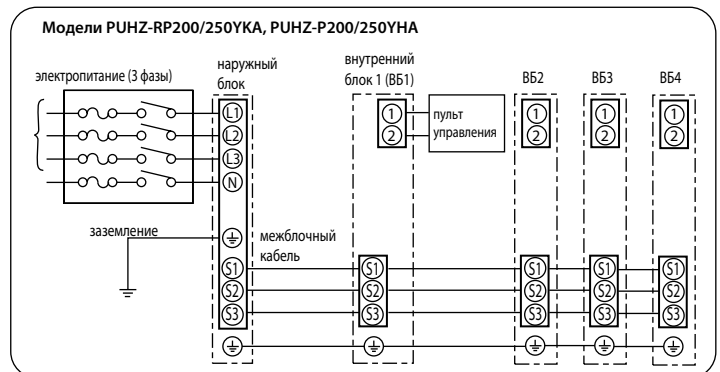 Модели PUHZ-RP200/250YKA, PUHZ-P200/250YHA
электропитание (3 фазы)
наружный
блок
внутренний
блок 1 (ВБ1)
ВБ2
ВБ3
ВБ4
L1
L2
L3
N
1
2
пульт
управления
1
2
1
2
1
2
заземление
межблочный
кабель
S1
S2
S3
S1
S2
S3
S1
S2
S3
S1
S2
S3
S1
S2
S3